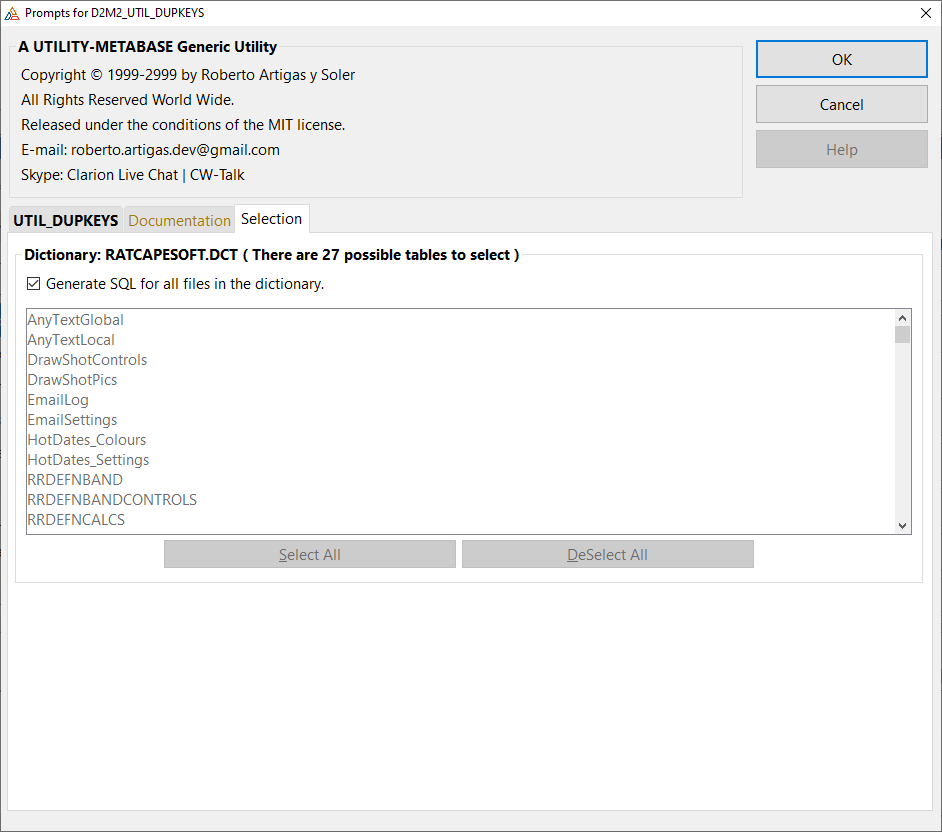 Prompts for D2M2_UTIL_DUPKEYS
A UTILITY-METABASE Generic Utility
Copyright © 1999-2999 by Roberto Artigas y Soler
All Rights Reserved World Wide.
Released under the conditions of the MIT license.
E-mail: roberto.artigas.dev@gmail.com
Skype: Clarion Live Chat | CW-Talk
OK
Cancel
Help
UTIL_DUPKEYS Documentation Selection
Dictionary: RATCAPESOFT.DCT ( There are 27 possible tables to select )
Generate SQL for all files in the dictionary.
AnyTextGlobal
AnyTextLocal
DrawShotControls
DrawShotPics
EmailLog
EmailSettings
HotDates_Colours
HotDates_Settings
RRDEFNBAND
RRDEFNBANDCONTROLS
RRDEFNCALCS
Select All DeSelect All